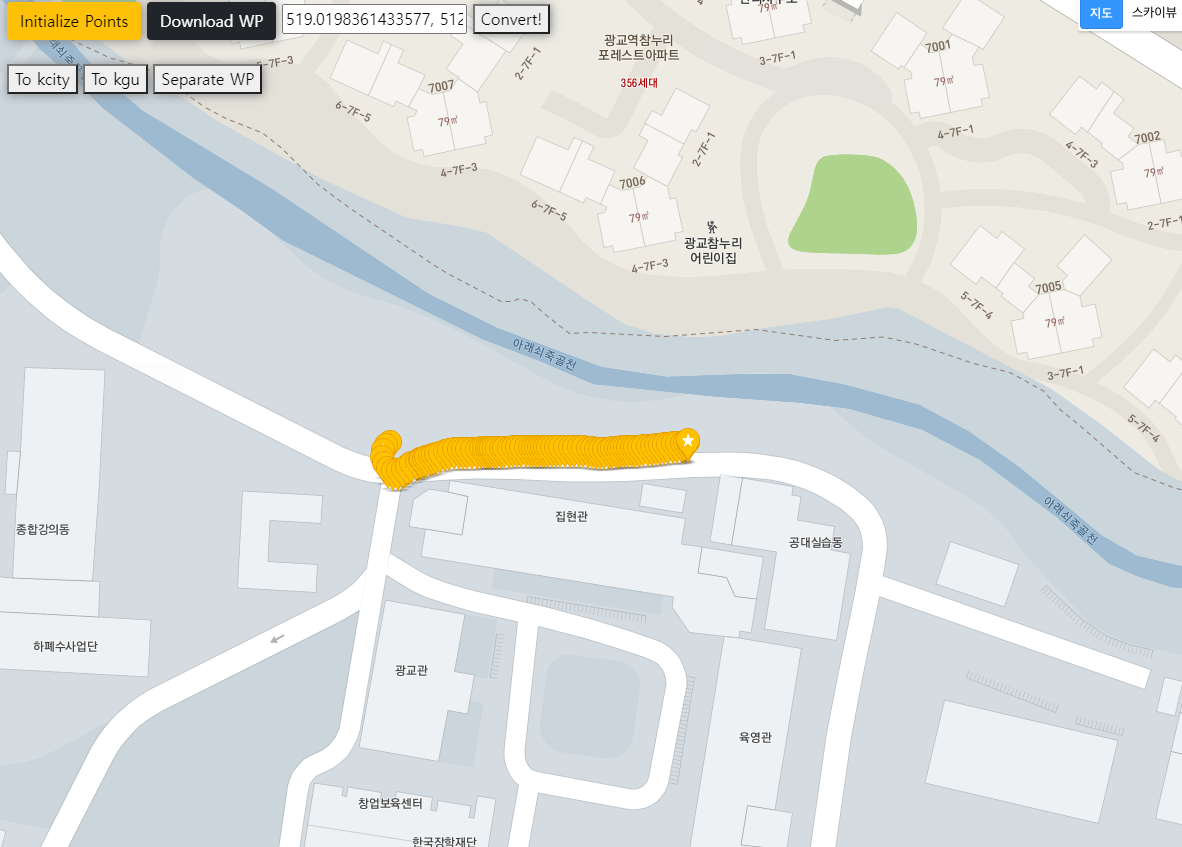 Initialize Points
Download WP
519.0198361433577, 512
Convert!
지도
스카이뷰
To kcity
To kgu
Separate WP
79㎡
광교역참누리
포레스트아파트
356세대
2-7F-1
3-7F-1
7001
79㎡
4-7F-1
7007
79㎡
6-7F-5
4-7F-3
2-7F-1
4-7F-3
7002
79㎡
2-7F-1
7006
79㎡
6-7F-5
4-7F-3
광교참누리
어린이집
7005
79㎡
5-7F-4
3-7F-1
5-7F-4
아래쇠죽골천
아래쇠죽골천
집현관
공대실습동
종합강의동
하폐수사업단
광교관
육영관
창업보육센터
한국장학재단